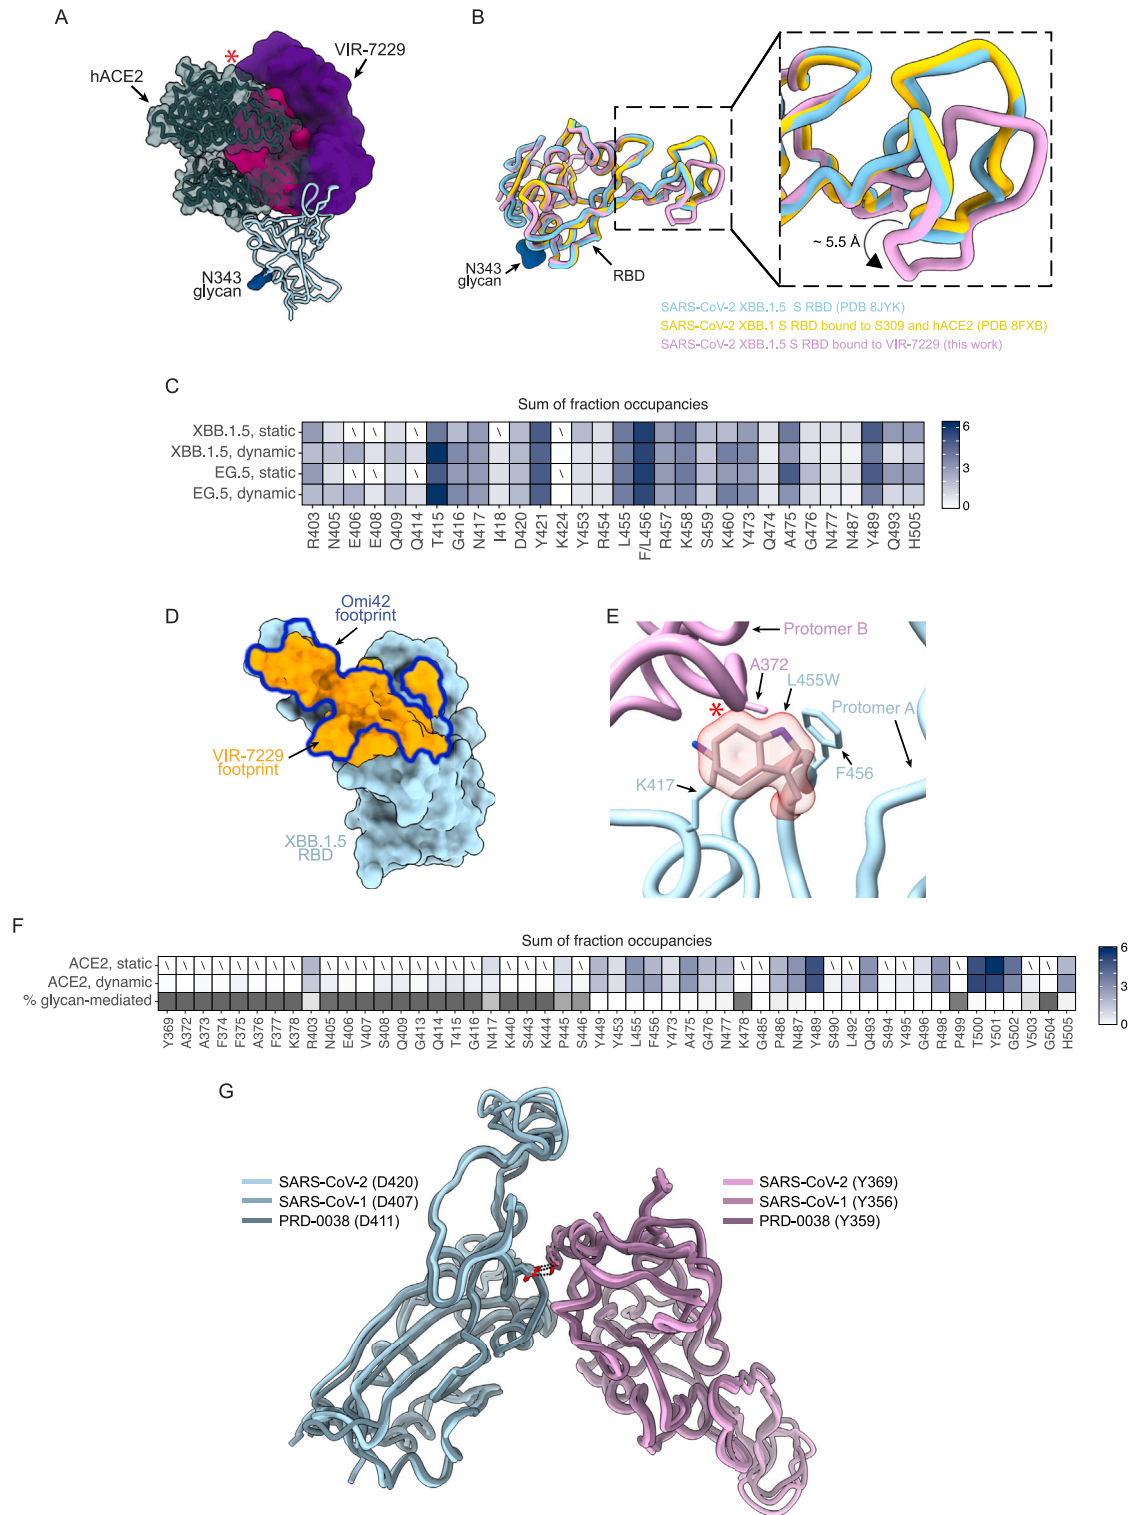 A
hACE2
*
VIR-7229
N343
glycan
B
N343
glycan
RBD
~ 5.5 Å
SARS-CoV-2 XBB.1.5 S RBD (PDB 8JYK)
SARS-CoV-2 XBB.1 S RBD bound to S309 and hACE2 (PDB 8FXB)
SARS-CoV-2 XBB.1.5 S RBD bound to VIR-7229 (this work)
C
Sum of fraction occupancies
XBB.1.5, static
XBB.1.5, dynamic
EG.5, static
EG.5, dynamic
6
3
0
R403 N405 E406 E408 Q409 Q414 T415 G416 N417 I418 D420 Y421 K424 Y453 R454 L455 F/L456 R457 K458 S459 K460 Y473 Q474 A475 G476 N477 N487 Y489 Q493 H505
D
Omi42
footprint
VIR-7229
footprint
XBB.1.5
RBD
E
Protomer B
A372
L455W
*
Protomer A
F456
K417
F
Sum of fraction occupancies
ACE2, static
ACE2, dynamic
% glycan-mediated
6
3
0
Y369 A372 A373 F374 F375 A376 F377 K378 R403 N405 E406 V407 S408 Q409 G413 Q414 T415 G416 N417 K440 S443 K444 P445 S446 Y449 Y453 L455 F456 Y473 A475 G476 N477 K478 G485 P486 N487 Y489 S490 L492 Q493 S494 Y495 G496 R498 P499 T500 Y501 G502 V503 G504 H505
G
SARS-CoV-2 (D420)
SARS-CoV-1 (D407)
PRD-0038 (D411)
SARS-CoV-2 (Y369)
SARS-CoV-1 (Y356)
PRD-0038 (Y359)